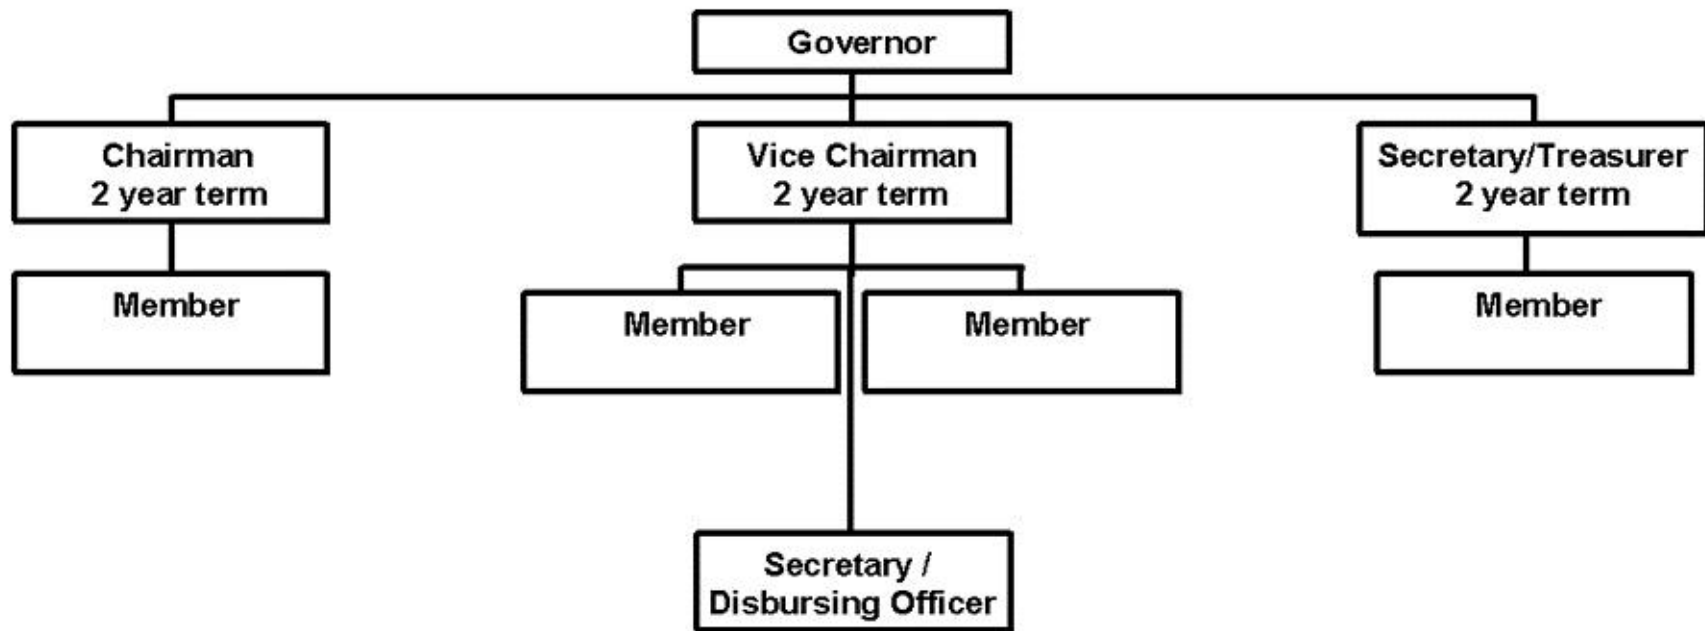 Governor
Chairman
2 year term
Vice Chairman
2 year term
Secretary/Treasurer
2 year term
Member
Member
Member
Member
Secretary /
Disbursing Officer